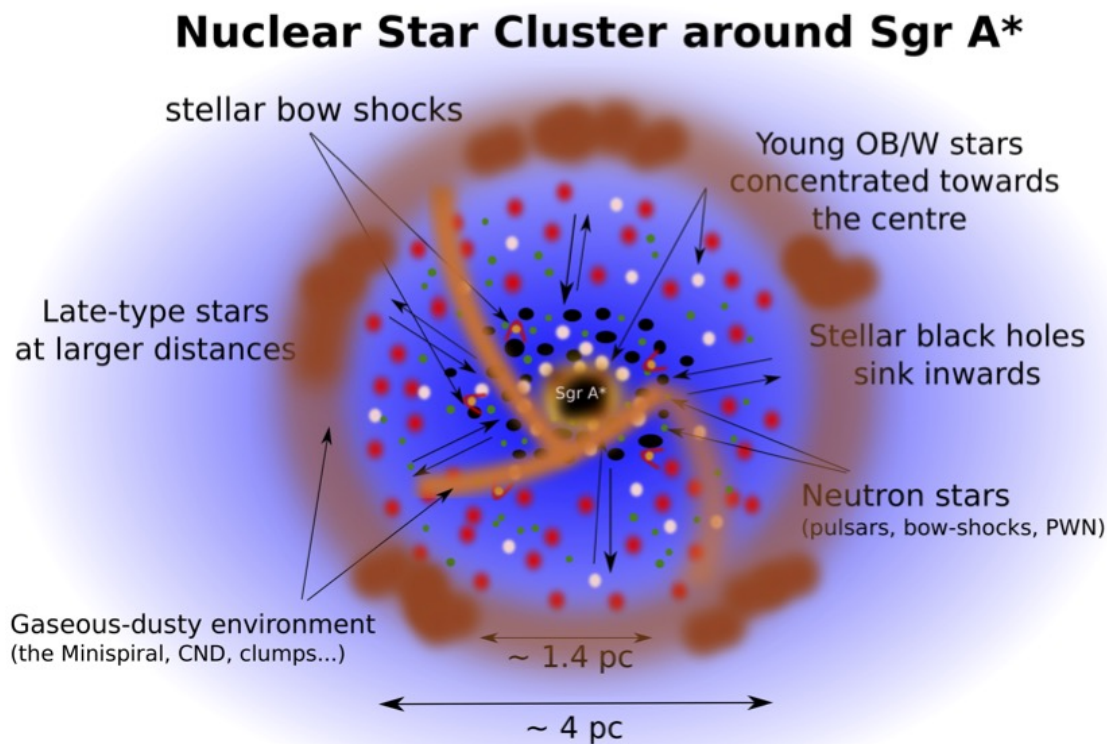 Nuclear Star Cluster around Sgr A*
stellar bow shocks
Young OB/W stars
concentrated towards
the centre
Late-type stars
at larger distances
Stellar black holes
sink inwards
Sgr A*
Neutron stars
(pulsars, bow-shocks, PWN)
Gaseous-dusty environment
(the Minispiral, CND, clumps...)
~ 1.4 pc
~ 4 pc